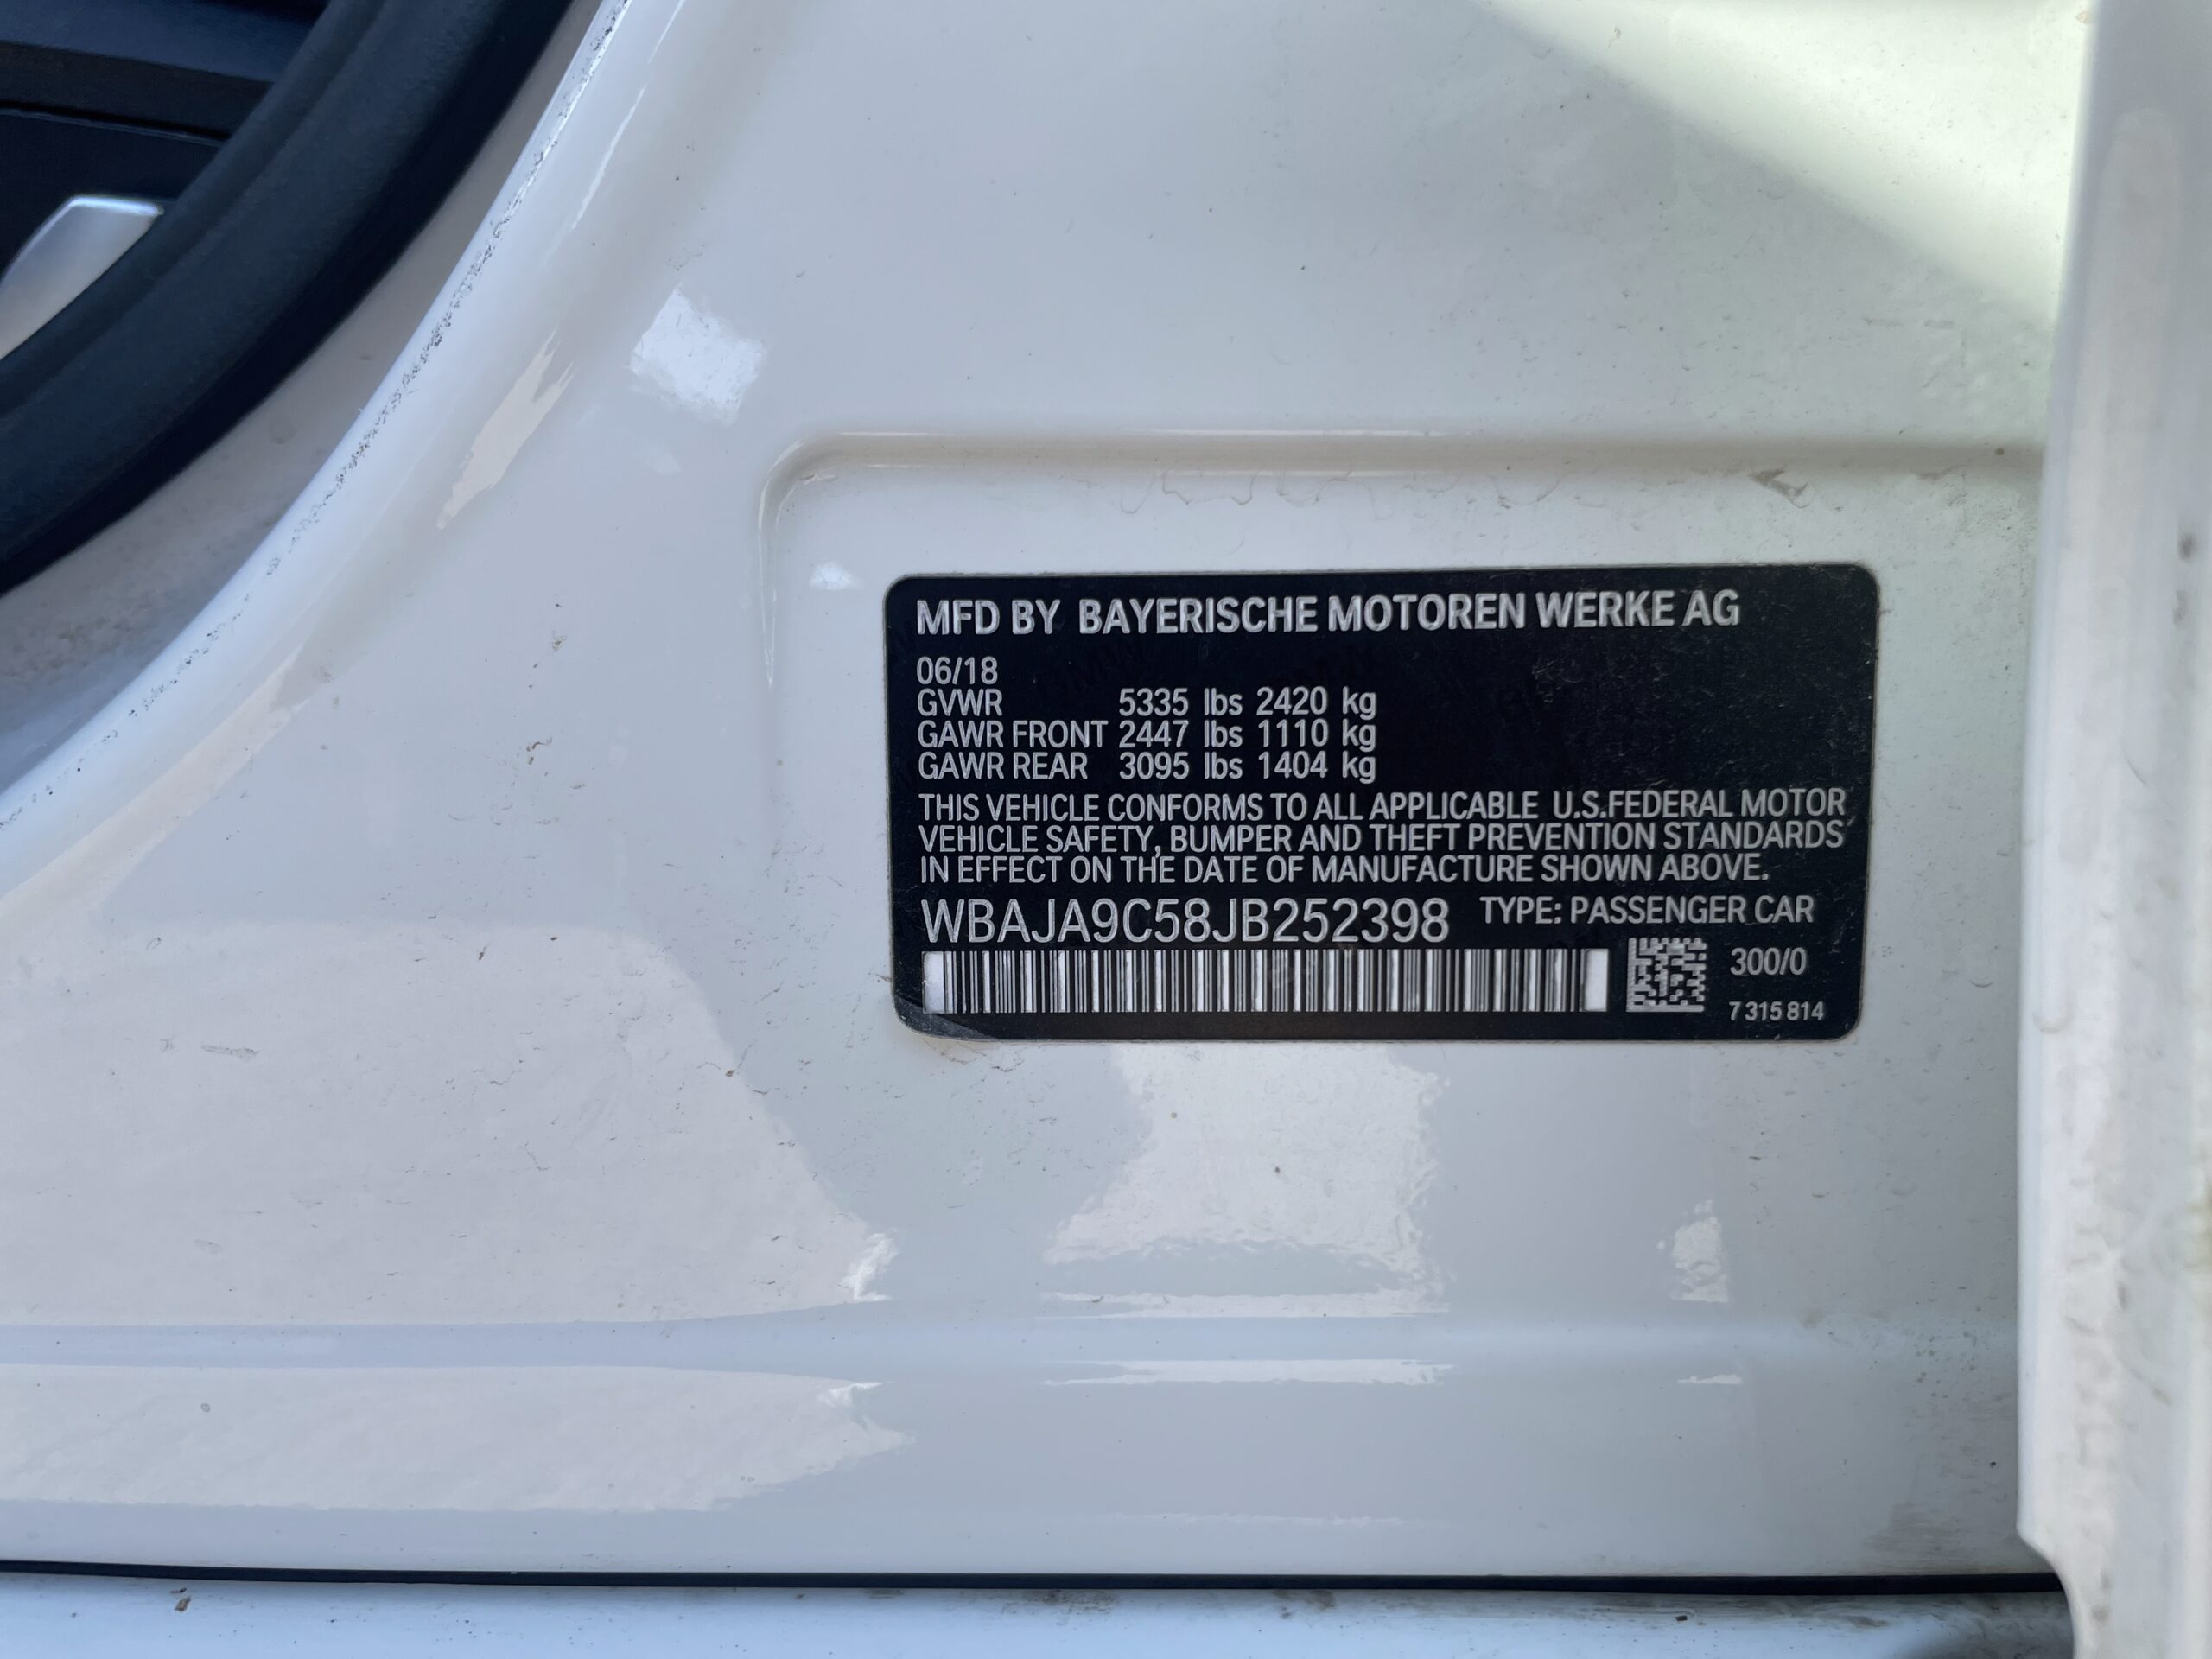 MFD BY BAYERISCHE MOTOREN WERKE AG
06/18
GVWR 5335 lbs 2420 kg
GAWR FRONT 2447 lbs 1110 kg
GAWR REAR 3095 lbs 1404 kg
THIS VEHICLE CONFORMS TO ALL APPLICABLE U.S.FEDERAL MOTOR
VEHICLE SAFETY, BUMPER AND THEFT PREVENTION STANDARDS
IN EFFECT ON THE DATE OF MANUFACTURE SHOWN ABOVE.
WBAJA9C58JB252398 TYPE: PASSENGER CAR
300/0
7 315 814